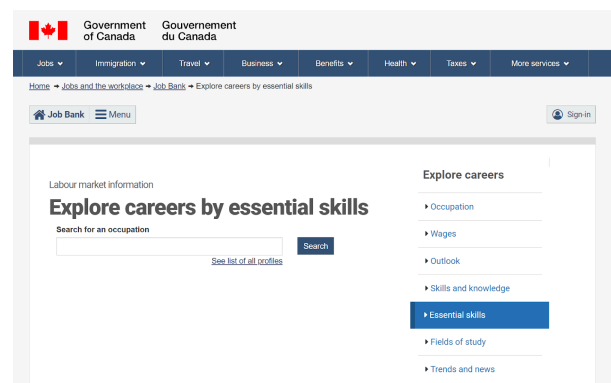 Government of Canada
Gouvernement du Canada
Jobs Immigration Travel Business Benefits Health Taxes More services
Home → Jobs and the workplace → Job Bank → Explore careers by essential skills
Job Bank Menu
Sign-in
Labour market information
Explore careers by essential skills
Search for an occupation
Search
See list of all profiles
Explore careers
Occupation
Wages
Outlook
Skills and knowledge
Essential skills
Fields of study
Trends and news